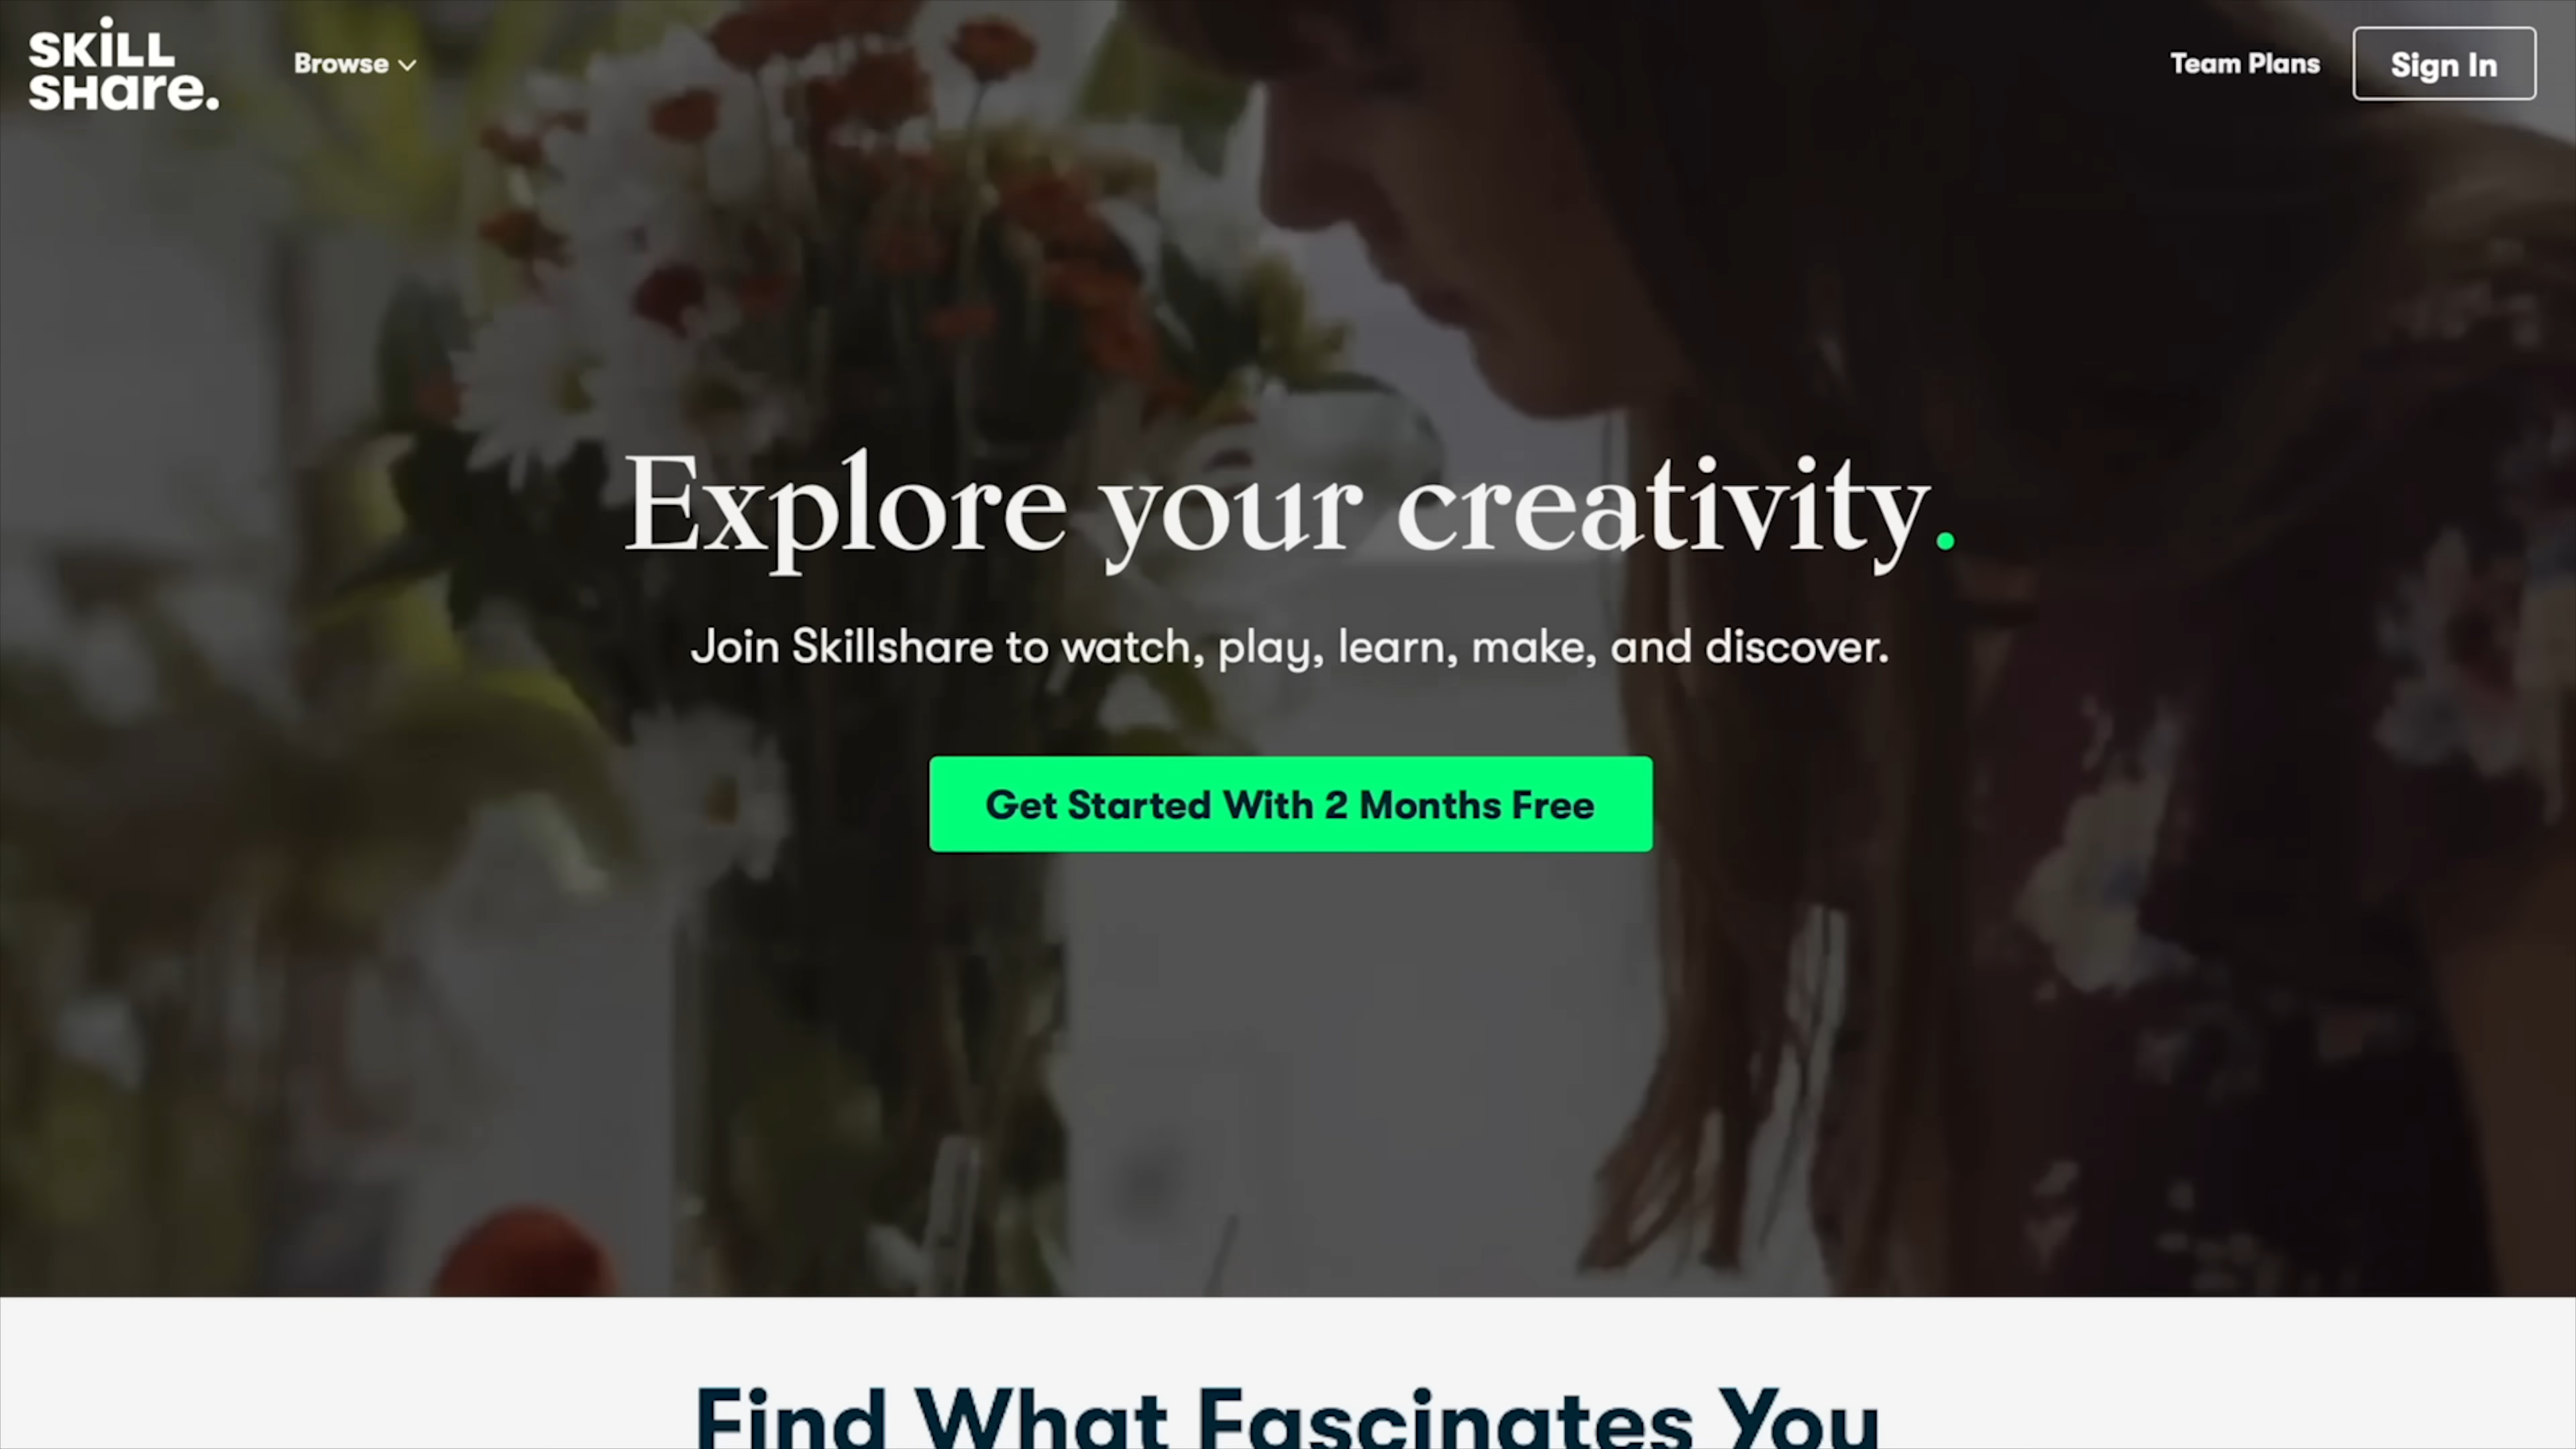 SKiLL
SHare.
Browse
Team Plans
Sign In
Explore your creativity.
Join Skillshare to watch, play, learn, make, and discover.
Get Started With 2 Months Free
Find What Fascinates You